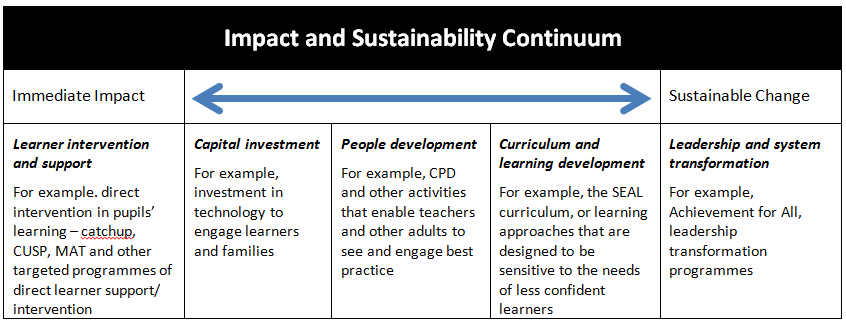 Impact and Sustainability Continuum
Immediate Impact
Sustainable Change
Learner intervention
and support
For example. direct
intervention in pupils’
learning – catchup,
CUSP, MAT and other
targeted programmes of
direct learner support/
intervention
Capital investment
For example,
investment in
technology to
engage learners
and families
People development
For example, CPD
and other activities
that enable teachers
and other adults to
see and engage best
practice
Curriculum and
learning development
For example, the SEAL
curriculum, or learning
approaches that are
designed to be
sensitive to the needs
of less confident
learners
Leadership and system
transformation
For example,
Achievement for All,
leadership
transformation
programmes